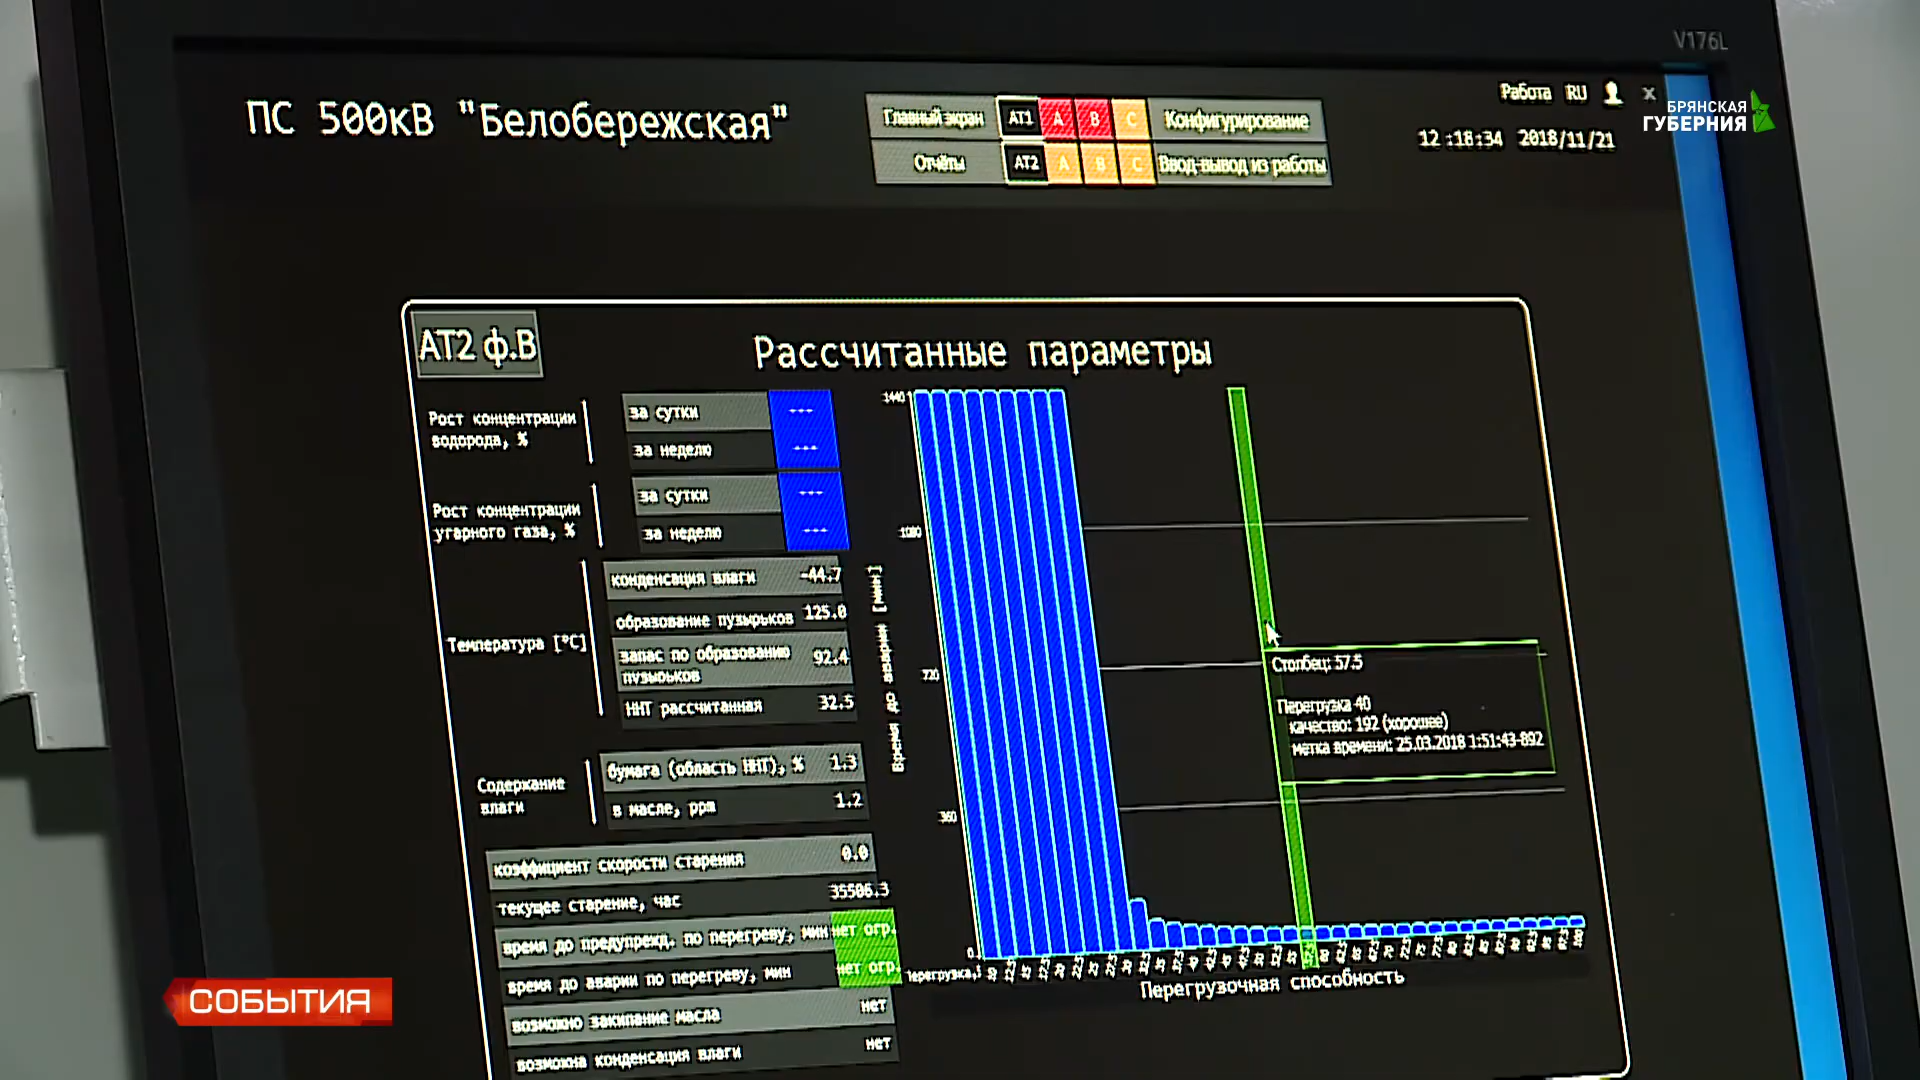 V176L
Работа RU x
БРЯНСКАЯ
ГУБЕРНИЯ
ПС 500кВ "Белобережская"
Главный экран AT1 A B C Конфигурирование
Отчёты AT2 A B C Ввод-вывод из работы
12:18:34 2018/11/21
АТ2 ф.В
Рассчитанные параметры
Рост концентрации
водорода, %
за сутки ---
за неделю ---
Рост концентрации
угарного газа, %
за сутки ---
за неделю ---
Температура [°C]
конденсация влаги -44.7
образование пузырьков 125.0
запас по образованию
пузырьков 92.4
ННТ рассчитанная 32.5
Содержание
влаги
бумага (область ННТ), % 1.3
в масле, ppm 1.2
коэффициент скорости старения 0.0
текущее старение, час 35506.3
время до предупрежд. по перегреву, мин нет огр.
время до аварии по перегреву, мин нет огр.
возможно закипание масла нет
возможна конденсация влаги нет
Время до аварии [мин]
1440
1080
720
360
0
Столбец: 57.5
Перегрузка 40
качество: 192 (хорошее)
метка времени: 25.03.2018 1:51:43-892
Перегрузка,
Перегрузочная способность
СОБЫТИЯ